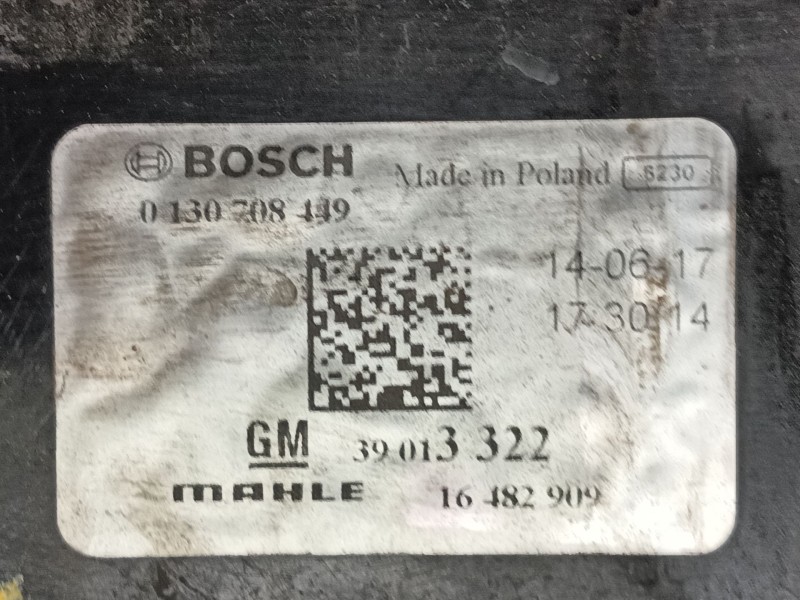 BOSCH Made in Poland 6230
0 130 708 449
14-06-17
17:30:14
GM 39 013 322
MAHLE 16 482 909